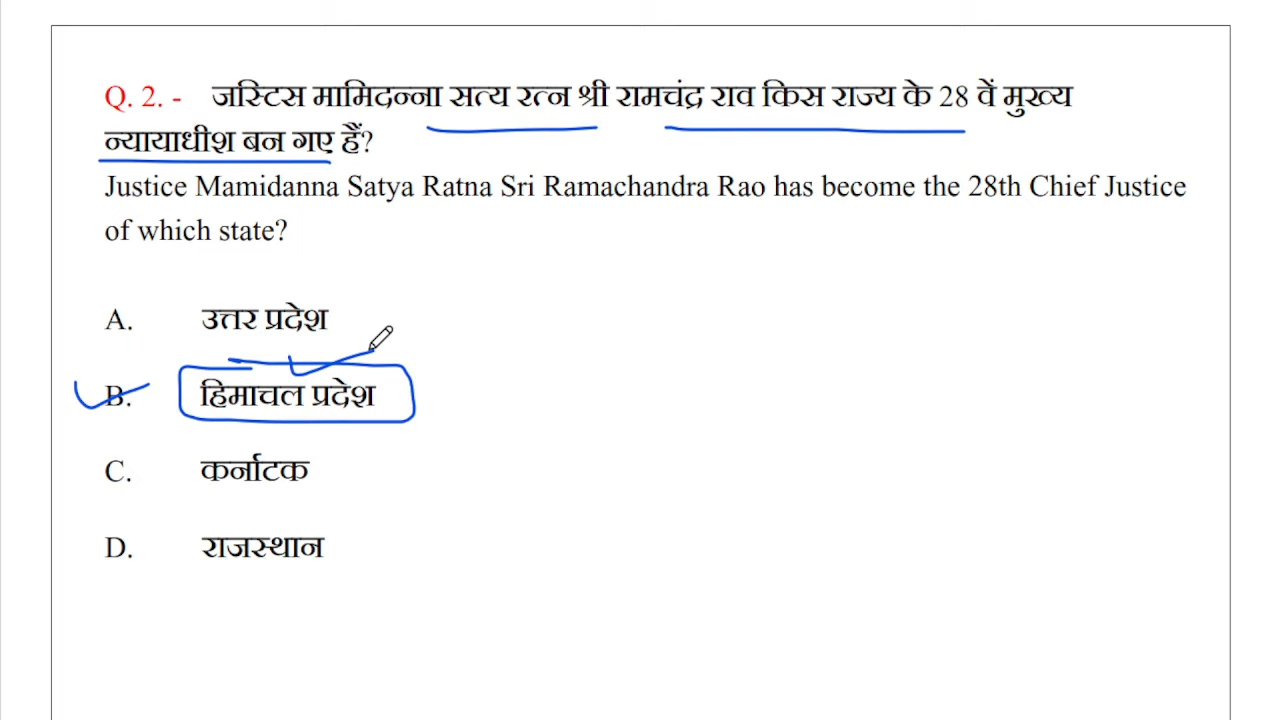 Q. 2. - जस्टिस मामिदन्ना सत्य रत्न श्री रामचंद्र राव किस राज्य के 28 वें मुख्य
न्यायाधीश बन गए हैं?
Justice Mamidanna Satya Ratna Sri Ramachandra Rao has become the 28th Chief Justice
of which state?
A. उत्तर प्रदेश
B. हिमाचल प्रदेश
C. कर्नाटक
D. राजस्थान